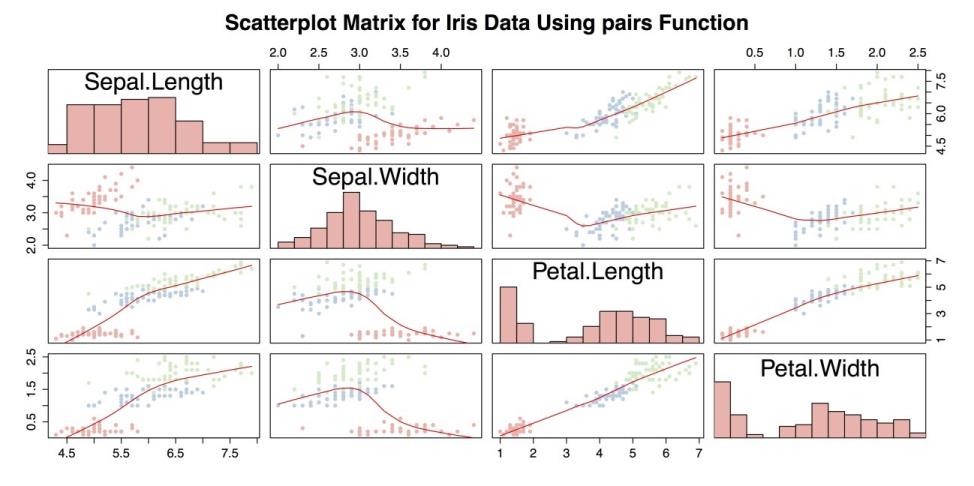 Scatterplot Matrix for Iris Data Using pairs Function
2.0 2.5 3.0 3.5 4.0
0.5 1.0 1.5 2.0 2.5
Sepal.Length
4.5 6.0 7.5
2.0 3.0 4.0
Sepal.Width
Petal.Length
1 3 5 7
0.5 1.5 2.5
Petal.Width
4.5 5.5 6.5 7.5
1 2 3 4 5 6 7